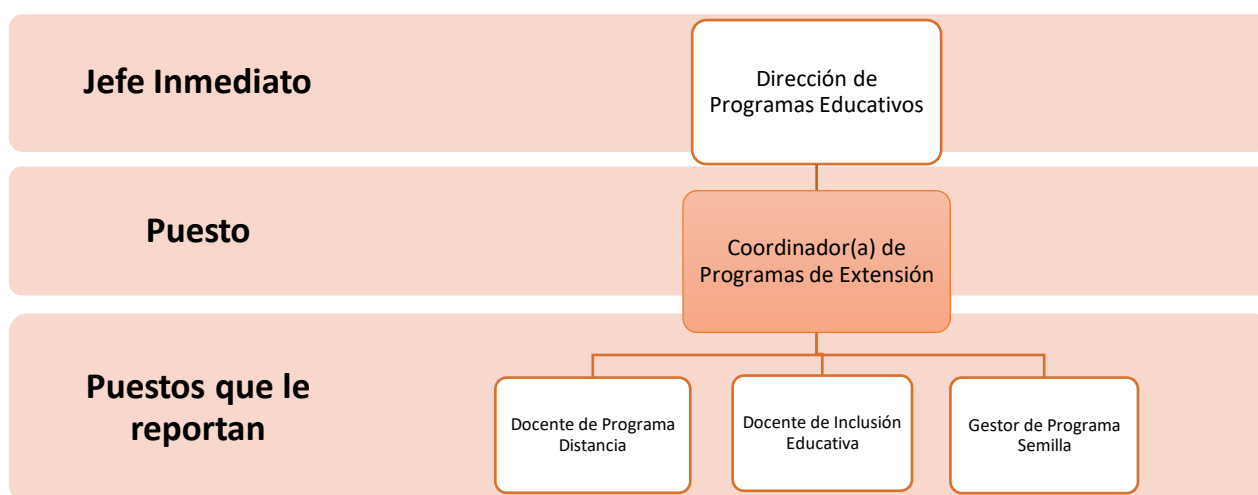 Jefe Inmediato
Dirección de
Programas Educativos
Puesto
Coordinador(a) de
Programas de Extensión
Puestos que le
reportan
Docente de Programa
Distancia
Docente de Inclusión
Educativa
Gestor de Programa
Semilla